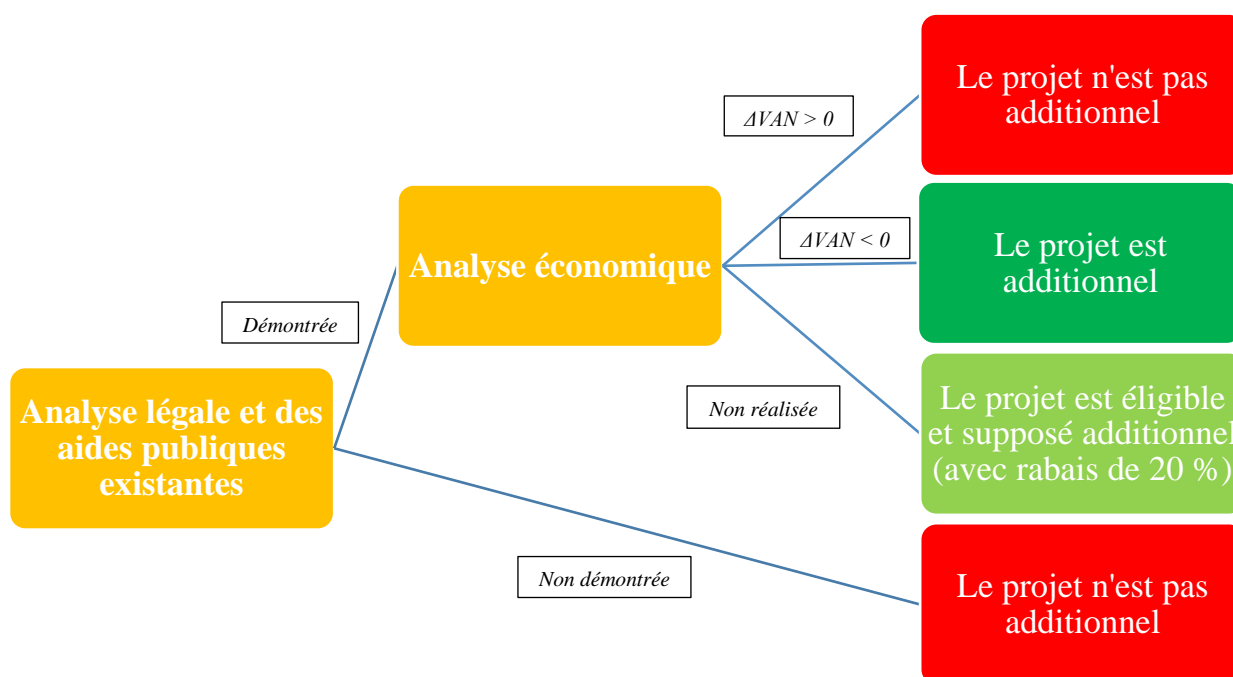 Le projet n'est pas
additionnel
ΔVAN > 0
Analyse économique
ΔVAN < 0
Le projet est
additionnel
Démontrée
Analyse légale et des
aides publiques
existantes
Non réalisée
Le projet est éligible
et supposé additionnel
(avec rabais de 20 %)
Non démontrée
Le projet n'est pas
additionnel